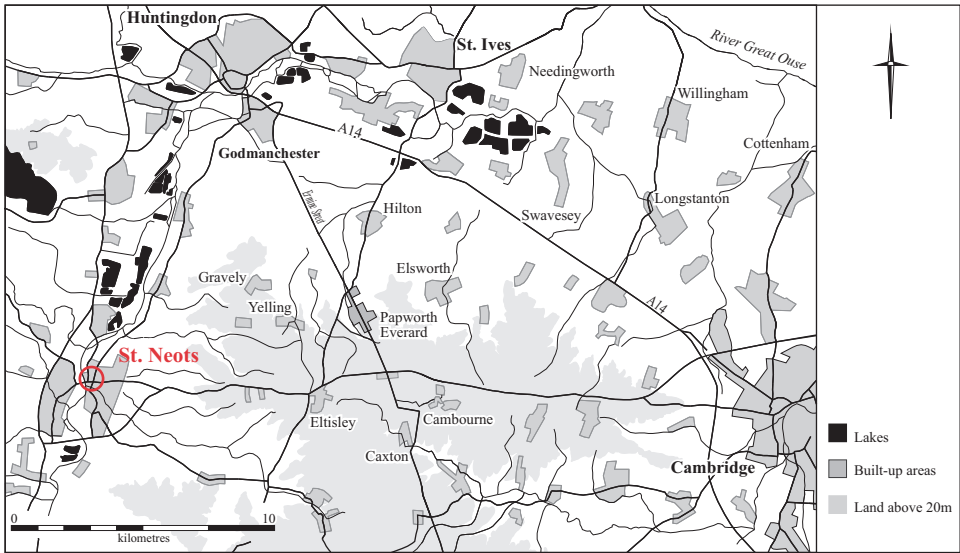 Huntingdon
St. Ives
River Great Ouse
Needingworth
Willingham
A14
Cottenham
Godmanchester
Ermine Street
Hilton
Swavesey
Longstanton
Gravely
Elsworth
Yelling
A14
Papworth
Everard
St. Neots
Eltisley
Cambourne
Caxton
Cambridge
Lakes
Built-up areas
Land above 20m
0 10
kilometres